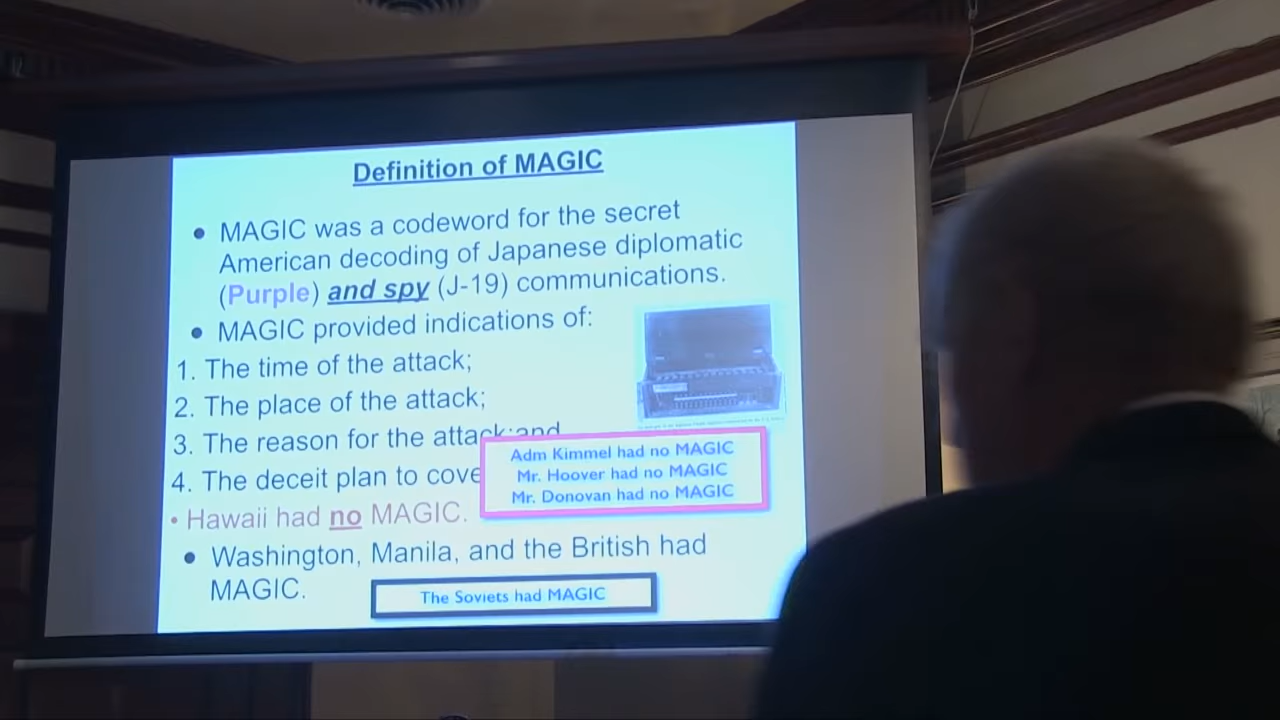 Definition of MAGIC
• MAGIC was a codeword for the secret
American decoding of Japanese diplomatic
(Purple) and spy (J-19) communications.
• MAGIC provided indications of:
1. The time of the attack;
2. The place of the attack;
3. The reason for the attack; and
4. The deceit plan to cove
Adm Kimmel had no MAGIC
Mr. Hoover had no MAGIC
Mr. Donovan had no MAGIC
• Hawaii had no MAGIC.
• Washington, Manila, and the British had
MAGIC.
The Soviets had MAGIC